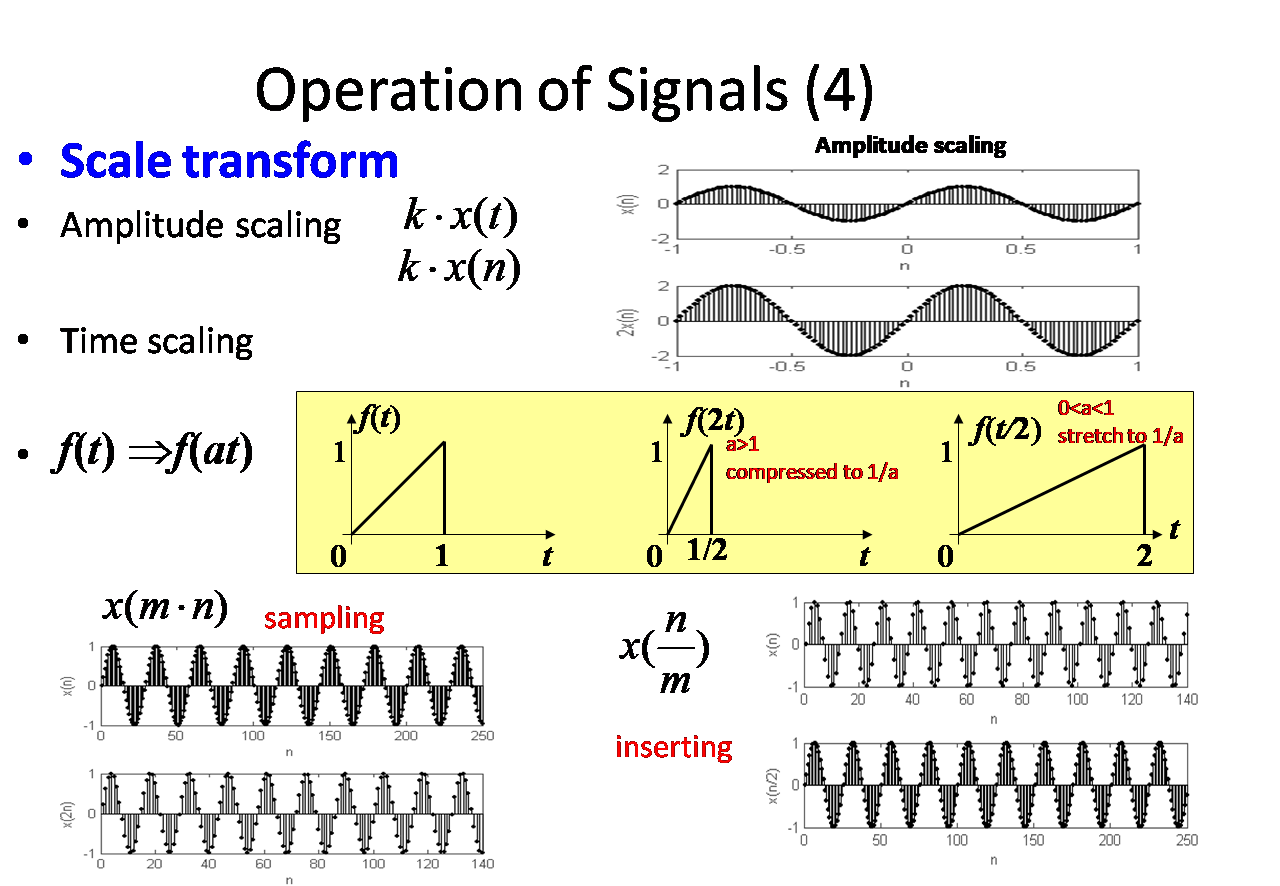 Operation of Signals (4)
• Scale transform
• Amplitude scaling
k · x(t)
k · x(n)
Amplitude scaling
2
0
-2
x(n)
-1 -0.5 0 0.5 1
n
2
0
-2
2x(n)
-1 -0.5 0 0.5 1
n
• Time scaling
• f(t) ⇒f(at)
f(t)
1
0 1 t
f(2t)
a>1
compressed to 1/a
1
0 1/2 t
f(t/2)
0<a<1
stretch to 1/a
1
t
0 2
x(m · n)
sampling
1
0
-1
x(n)
0 50 100 150 200 250
n
1
0
-1
x(2n)
0 20 40 60 80 100 120 140
n
x(n/m)
inserting
1
0
-1
x(n)
0 20 40 60 80 100 120 140
n
1
0
-1
x(n/2)
0 50 100 150 200 250
n